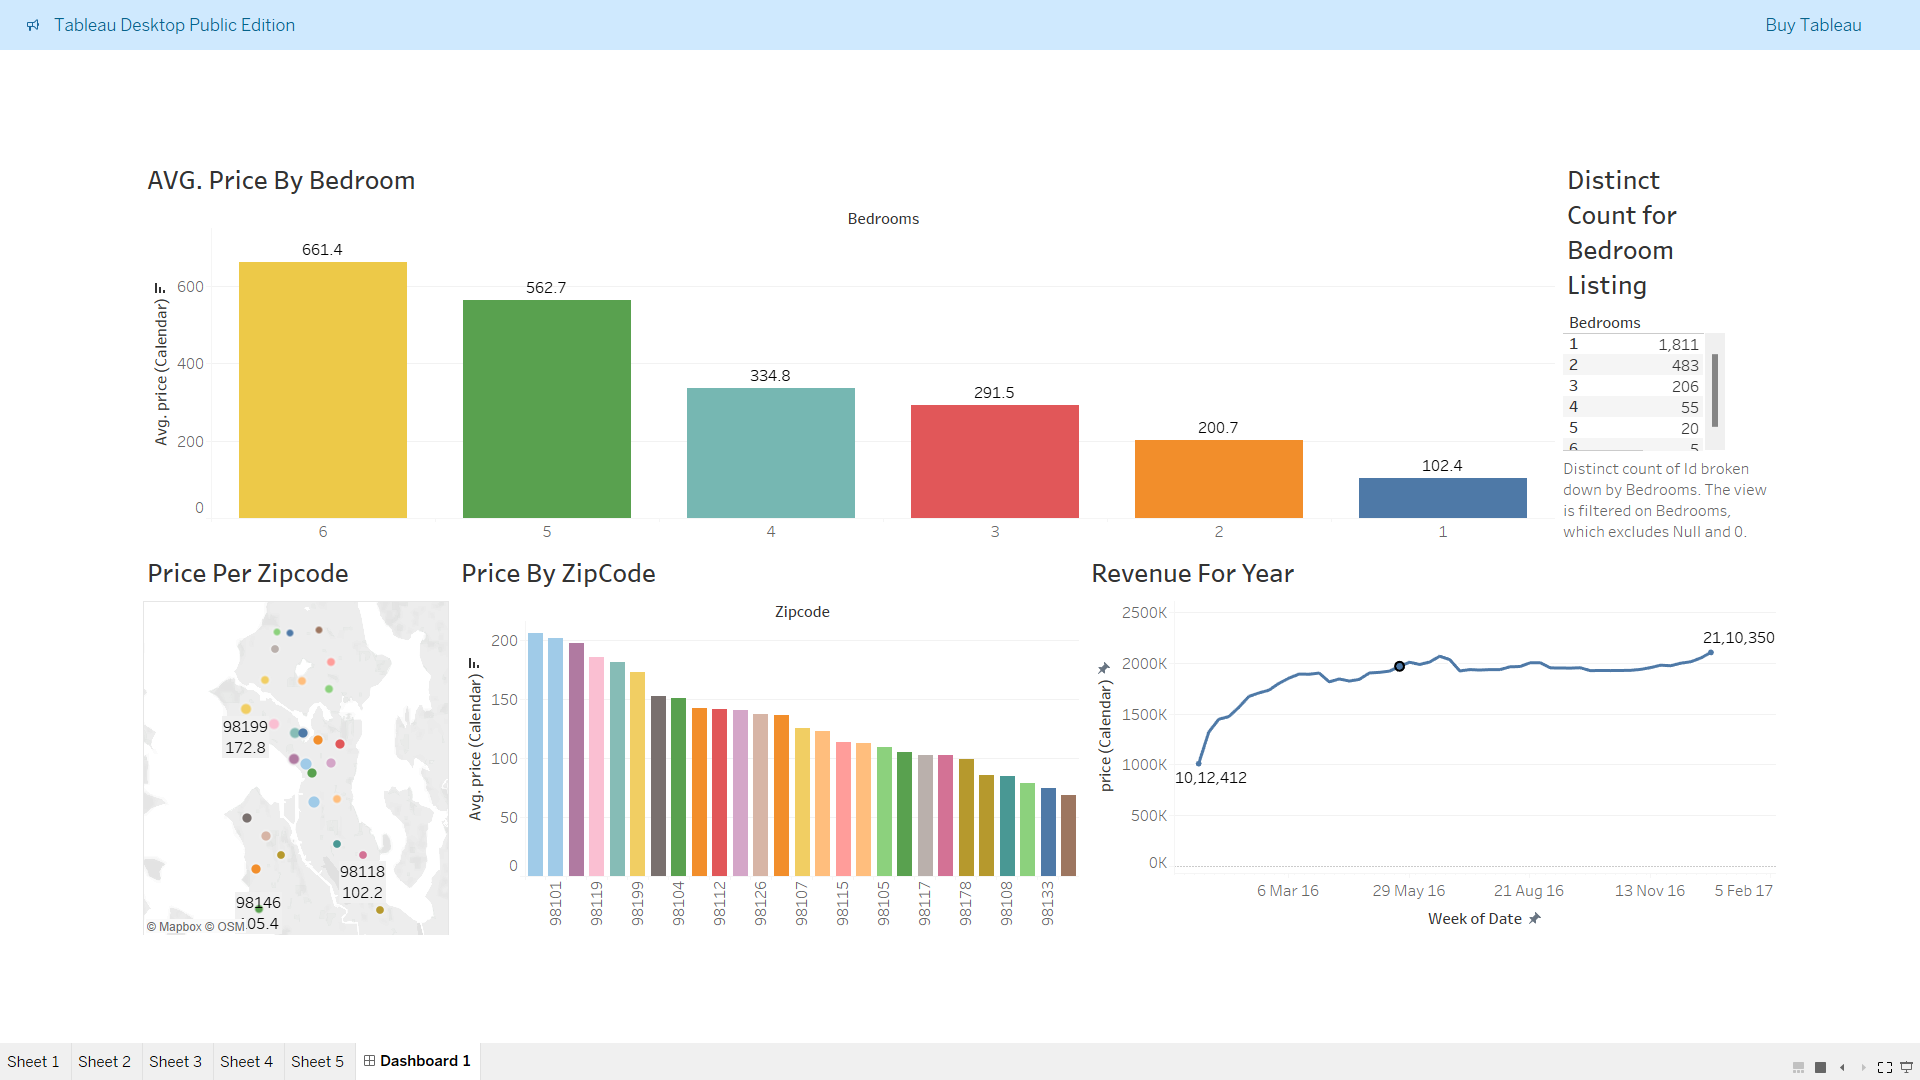 Tableau Desktop Public Edition
Buy Tableau
AVG. Price By Bedroom
Bedrooms
Avg. price (Calendar)
600
400
200
0
661.4
562.7
334.8
291.5
200.7
102.4
6
5
4
3
2
1
Distinct
Count for
Bedroom
Listing
Bedrooms
1 1,811
2 483
3 206
4 55
5 20
6 5
Distinct count of Id broken
down by Bedrooms. The view
is filtered on Bedrooms,
which excludes Null and 0.
Price Per Zipcode
98199
172.8
98118
102.2
98146
05.4
© Mapbox © OSM
Price By ZipCode
Zipcode
Avg. price (Calendar)
200
150
100
50
0
98101
98119
98199
98104
98112
98126
98107
98115
98105
98117
98178
98108
98133
Revenue For Year
price (Calendar)
2500K
2000K
1500K
1000K
500K
0K
21,10,350
10,12,412
6 Mar 16
29 May 16
21 Aug 16
13 Nov 16
5 Feb 17
Week of Date
Sheet 1
Sheet 2
Sheet 3
Sheet 4
Sheet 5
Dashboard 1